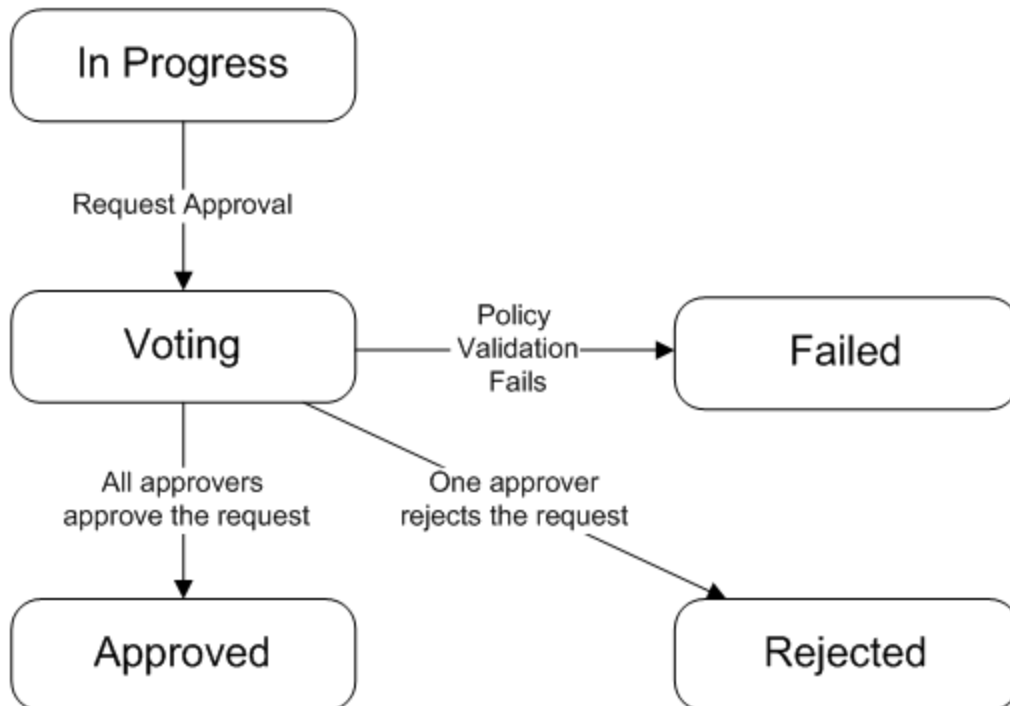 In Progress
Request Approval
Voting
Policy
Validation
Fails
Failed
All approvers
approve the request
One approver
rejects the request
Approved
Rejected